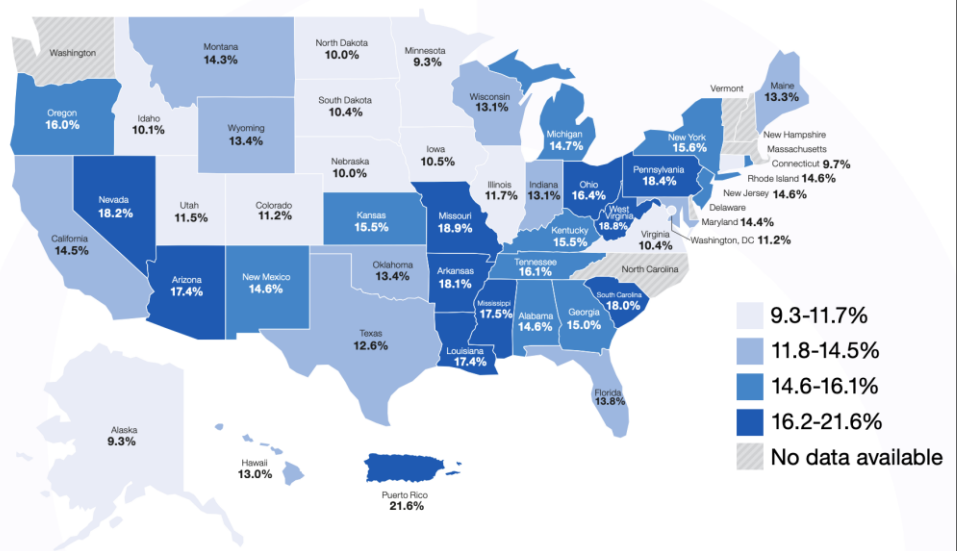 Washington
Montana
14.3%
North Dakota
10.0%
Minnesota
9.3%
Wisconsin
13.1%
Vermont
Maine
13.3%
Oregon
16.0%
Idaho
10.1%
Wyoming
13.4%
South Dakota
10.4%
Michigan
14.7%
New York
15.6%
New Hampshire
Massachusetts
Connecticut 9.7%
Rhode Island 14.6%
New Jersey 14.6%
Delaware
Maryland 14.4%
Washington, DC 11.2%
Nevada
18.2%
Utah
11.5%
Colorado
11.2%
Nebraska
10.0%
Iowa
10.5%
Illinois
11.7%
Indiana
13.1%
Ohio
16.4%
Pennsylvania
18.4%
West
Virginia
18.8%
Virginia
10.4%
California
14.5%
Kansas
15.5%
Missouri
18.9%
Kentucky
15.5%
North Carolina
Arizona
17.4%
New Mexico
14.6%
Oklahoma
13.4%
Arkansas
18.1%
Tennessee
16.1%
South Carolina
18.0%
Mississippi
17.5%
Alabama
14.6%
Georgia
15.0%
Texas
12.6%
Louisiana
17.4%
Florida
13.8%
Alaska
9.3%
Hawaii
13.0%
Puerto Rico
21.6%
9.3-11.7%
11.8-14.5%
14.6-16.1%
16.2-21.6%
No data available